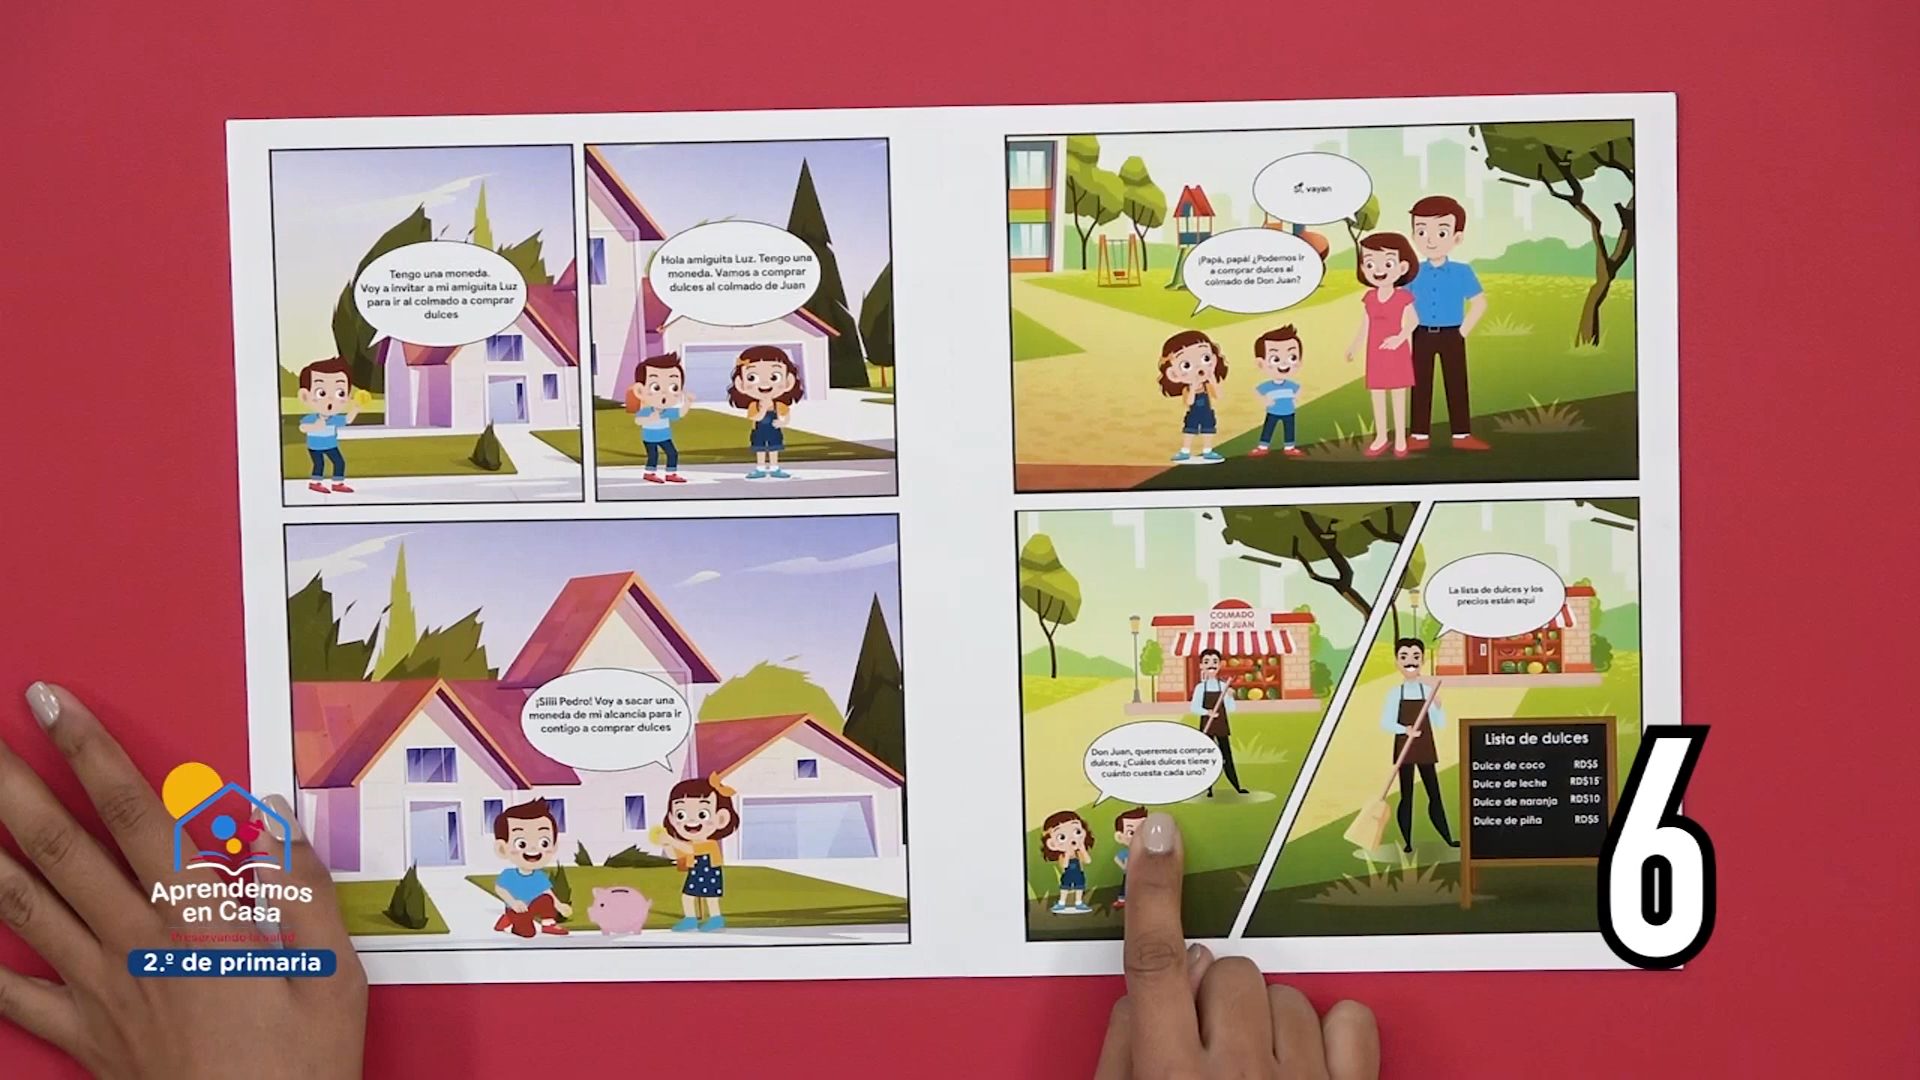 Tengo una moneda.
Voy a invitar a mi amiguita Luz
para ir al colmado a comprar
dulces
Hola amiguita Luz. Tengo una
moneda. Vamos a comprar
dulces al colmado de Juan
¡Siiii Pedro! Voy a sacar una
moneda de mi alcancía para ir
contigo a comprar dulces
Sí, vayan
¡Papá, papá! ¿Podemos ir
a comprar dulces al
colmado de Don Juan?
COLMADO
DON JUAN
Don Juan, queremos comprar
dulces, ¿Cuáles dulces tiene y
cuánto cuesta cada uno?
La lista de dulces y los
precios están aquí
Lista de dulces
Dulce de coco RD$5
Dulce de leche RD$15
Dulce de naranja RD$10
Dulce de piña RD$5
6
Aprendemos
en Casa
Preservando la salud
2.º de primaria